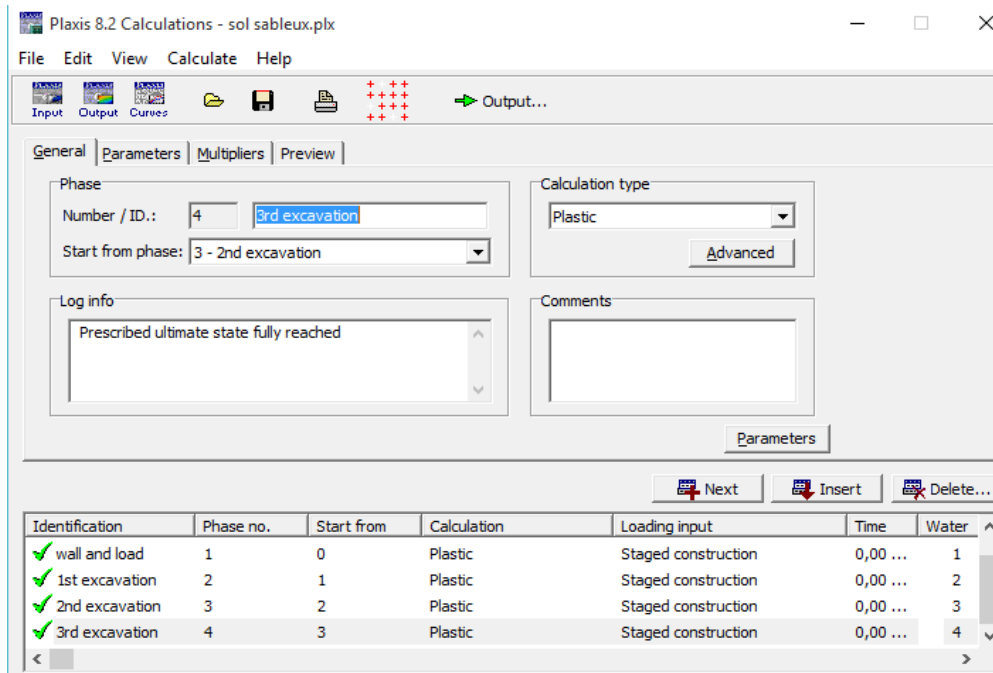 Plaxis 8.2 Calculations - sol sableux.plx
File Edit View Calculate Help
Input Output Curves Output...
General Parameters Multipliers Preview
Phase Calculation type
Number / ID.: 4 3rd excavation Plastic
Start from phase: 3 - 2nd excavation Advanced
Log info Comments
Prescribed ultimate state fully reached
Parameters
Next Insert Delete...
Identification Phase no. Start from Calculation Loading input Time Water
wall and load 1 0 Plastic Staged construction 0,00 ... 1
1st excavation 2 1 Plastic Staged construction 0,00 ... 2
2nd excavation 3 2 Plastic Staged construction 0,00 ... 3
3rd excavation 4 3 Plastic Staged construction 0,00 ... 4